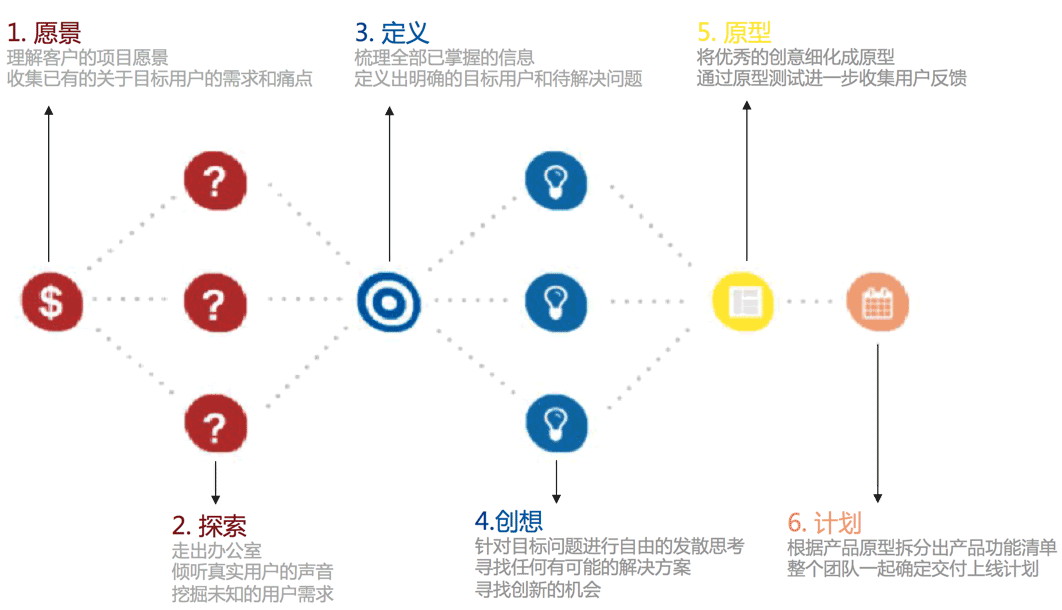 1. 愿景
理解客户的项目愿景
收集已有的关于目标用户的需求和痛点
3. 定义
梳理全部已掌握的信息
定义出明确的目标用户和待解决问题
5. 原型
将优秀的创意细化成原型
通过原型测试进一步收集用户反馈
?
?
?
$
2. 探索
走出办公室
倾听真实用户的声音
挖掘未知的用户需求
4.创想
针对目标问题进行自由的发散思考
寻找任何有可能的解决方案
寻找创新的机会
6. 计划
根据产品原型拆分出产品功能清单
整个团队一起确定交付上线计划